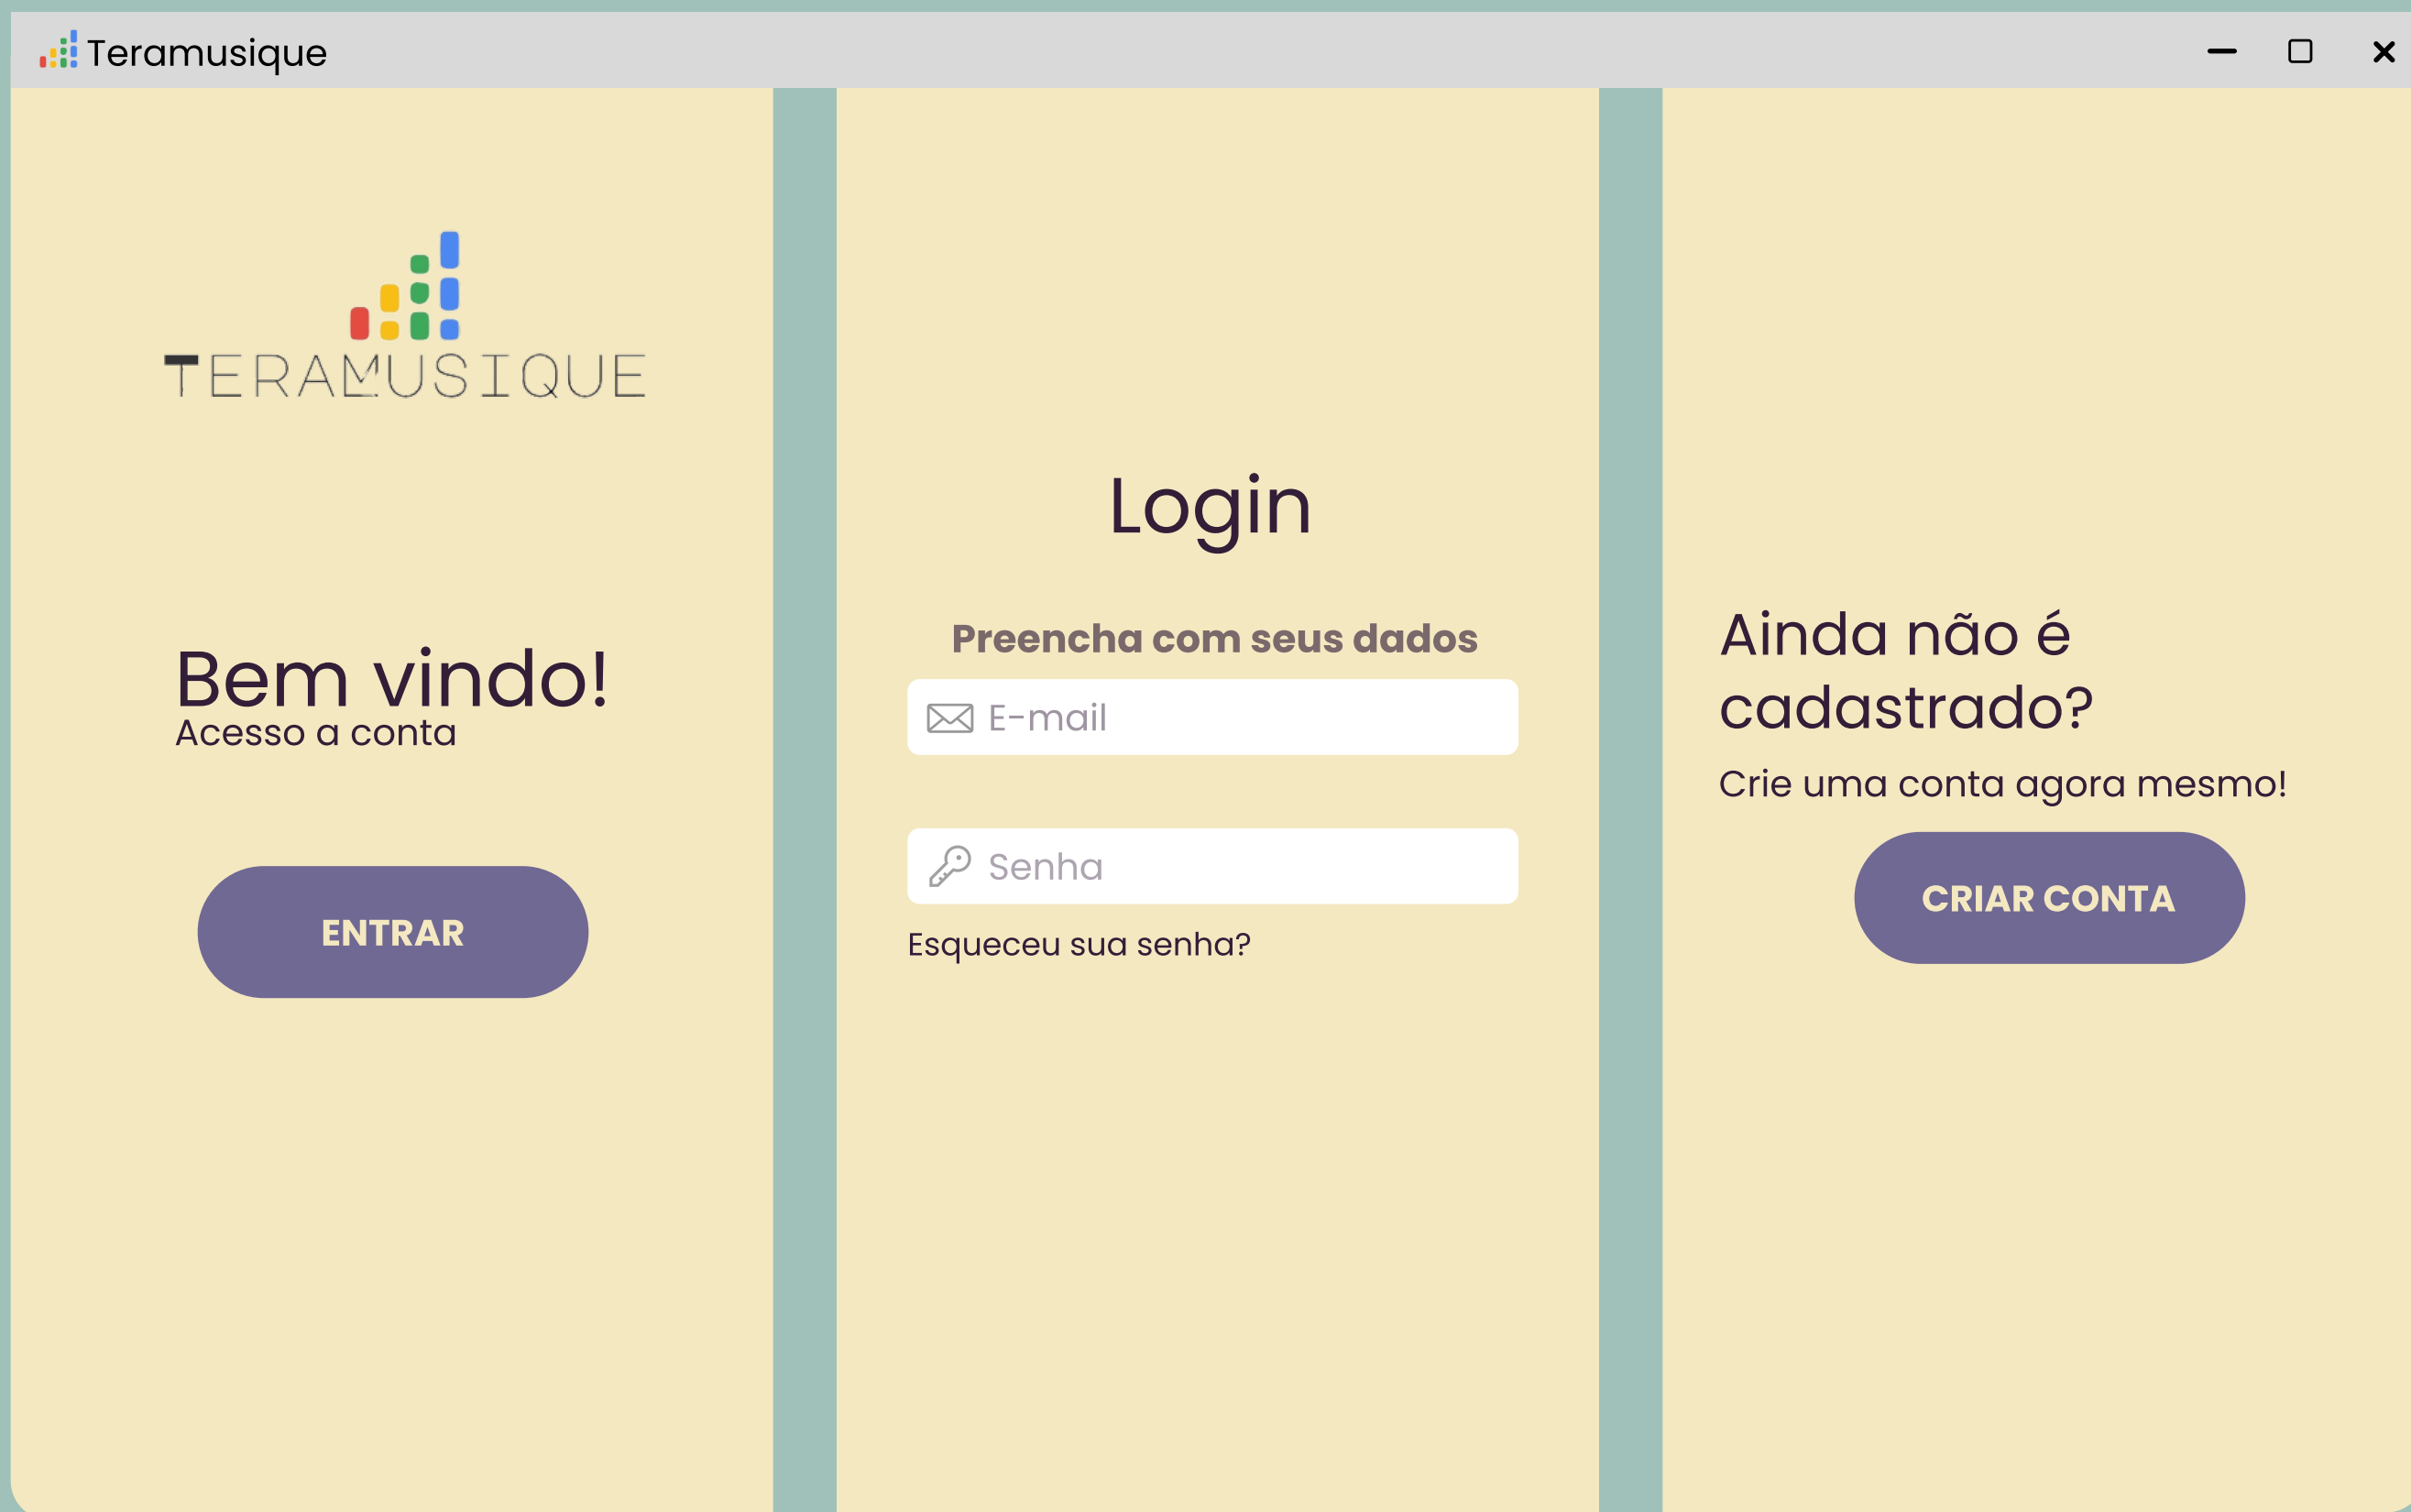 Teramusique
TERAMUSIQUE
Bem vindo!
Acesso a conta
ENTRAR
Login
Preencha com seus dados
E-mail
Senha
Esqueceu sua senha?
Ainda não é
cadastrado?
Crie uma conta agora mesmo!
CRIAR CONTA